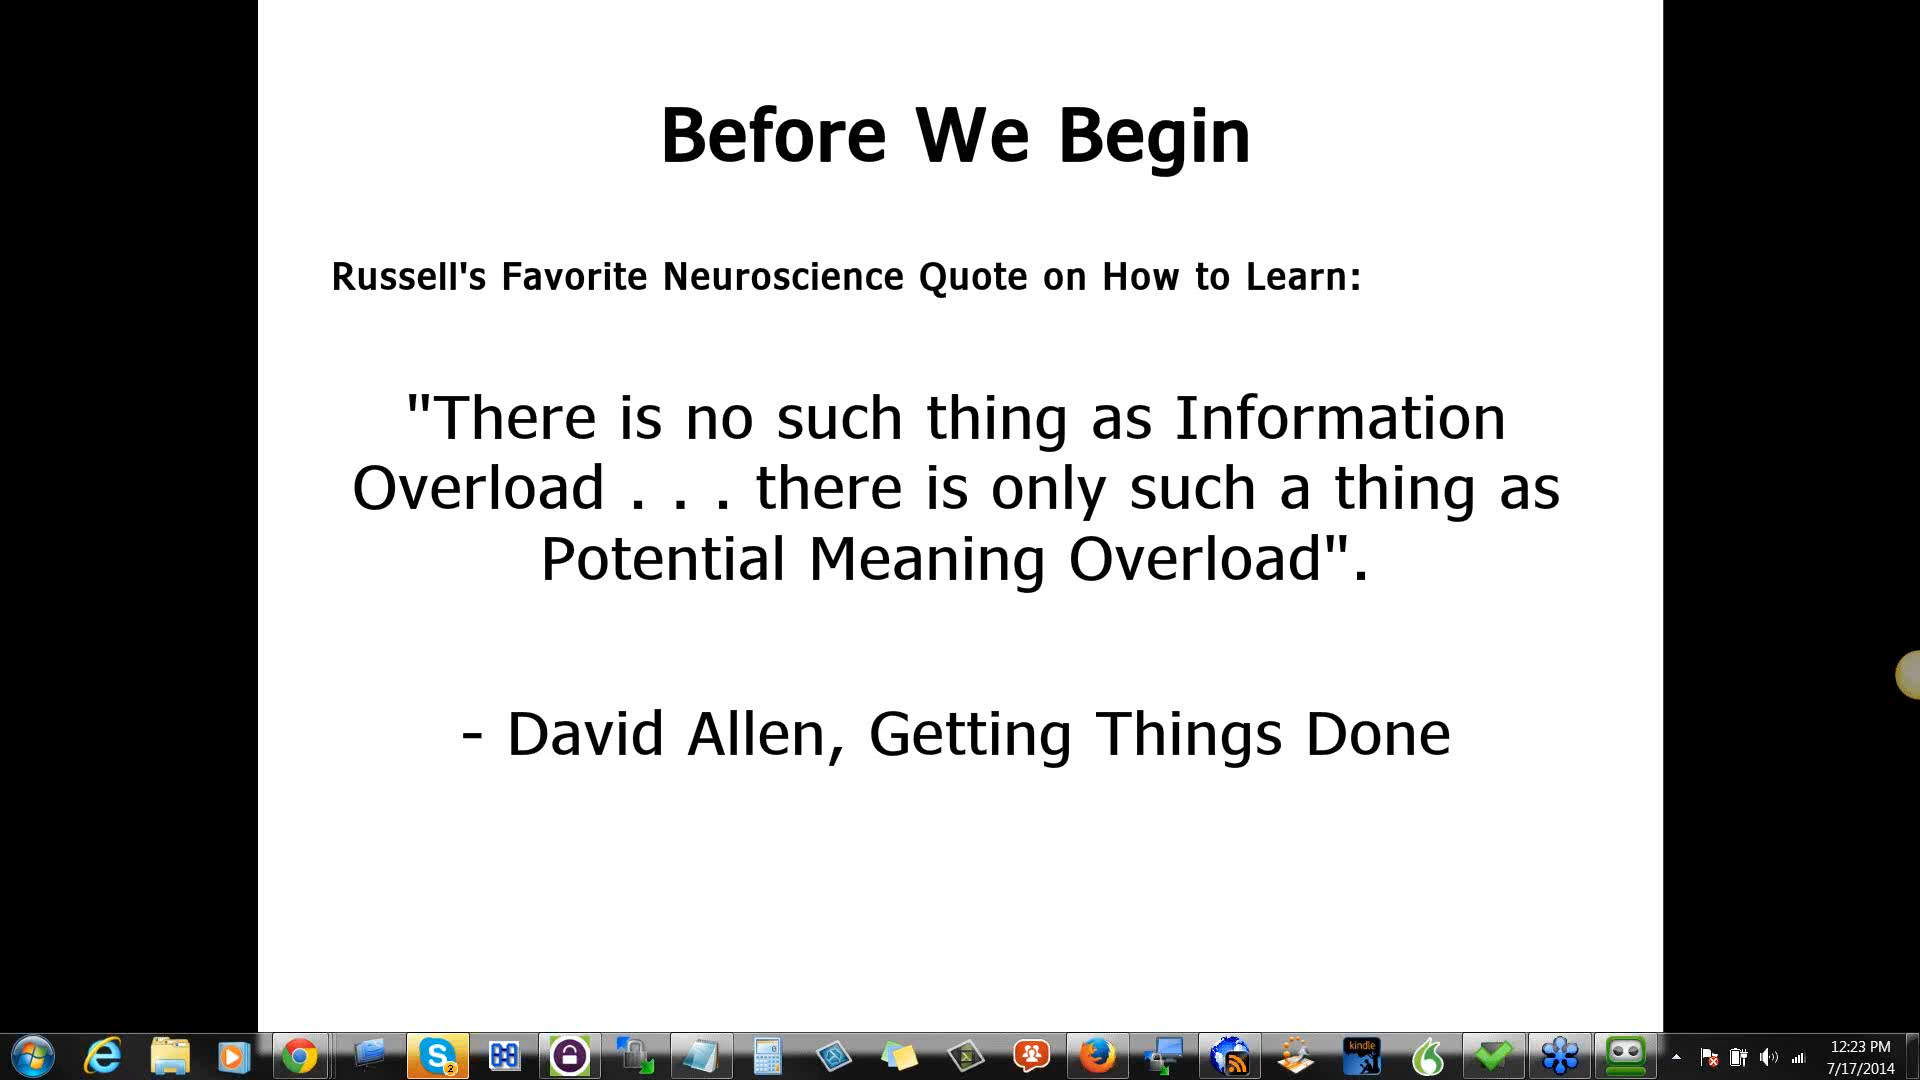 Before We Begin
Russell's Favorite Neuroscience Quote on How to Learn:
"There is no such thing as Information
Overload . . . there is only such a thing as
Potential Meaning Overload".
- David Allen, Getting Things Done
2
kindle
12:23 PM
7/17/2014